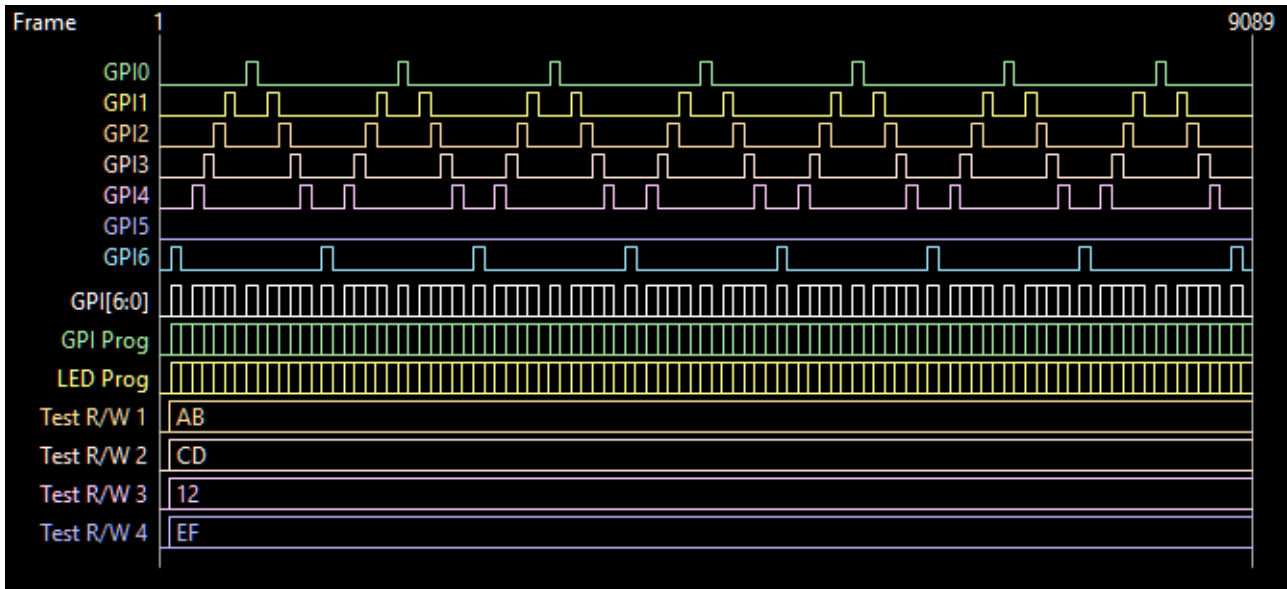 Frame 1 9089
GPI0
GPI1
GPI2
GPI3
GPI4
GPI5
GPI6
GPI[6:0]
GPI Prog
LED Prog
Test R/W 1 AB
Test R/W 2 CD
Test R/W 3 12
Test R/W 4 EF